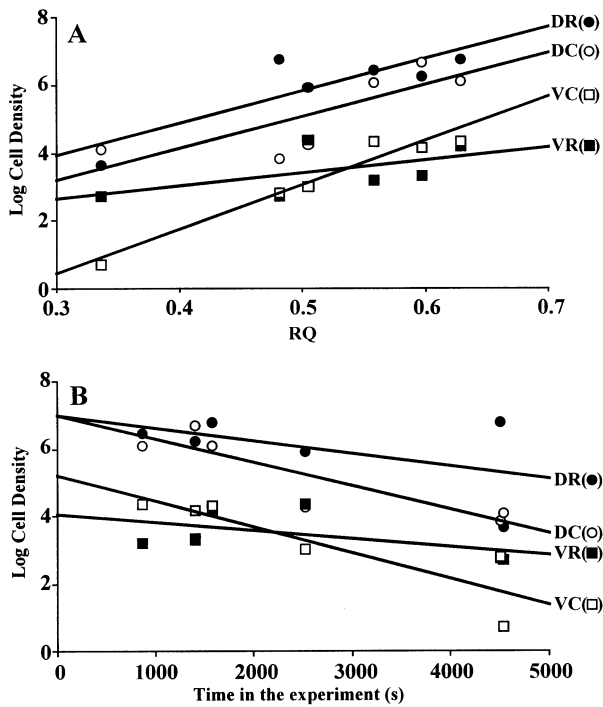 A
Log Cell Density
8
6
4
2
0
0.3 0.4 0.5 0.6 0.7
RQ
DR(●)
DC(○)
VC(□)
VR(■)
B
Log Cell Density
8
6
4
2
0
0 1000 2000 3000 4000 5000
Time in the experiment (s)
DR(●)
DC(○)
VR(■)
VC(□)